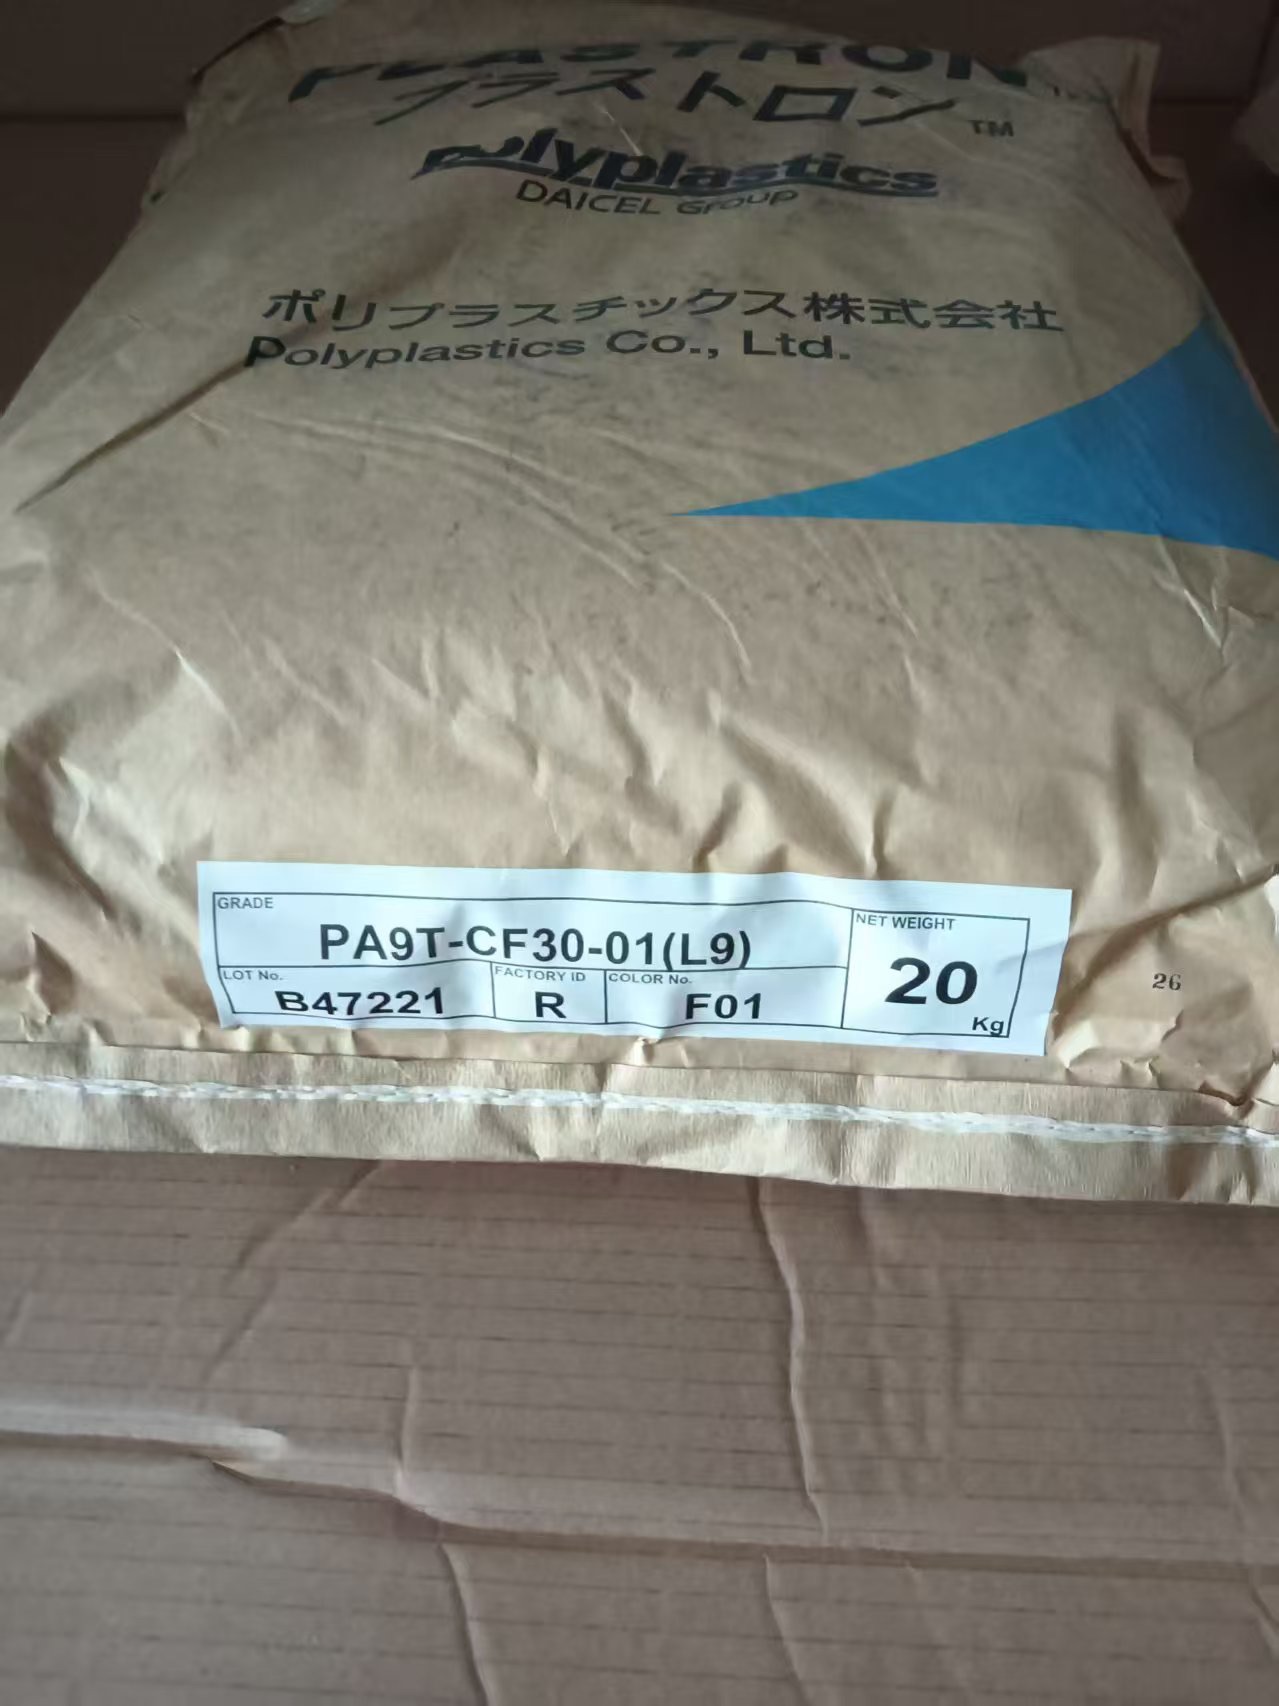 PLASTRON
プラストロン TM
polyplastics
DAICEL Group
ポリプラスチックス株式会社
Polyplastics Co., Ltd.
GRADE
PA9T-CF30-01(L9)
NET WEIGHT
20
Kg
LOT No.
B47221
FACTORY ID
R
COLOR No.
F01
26